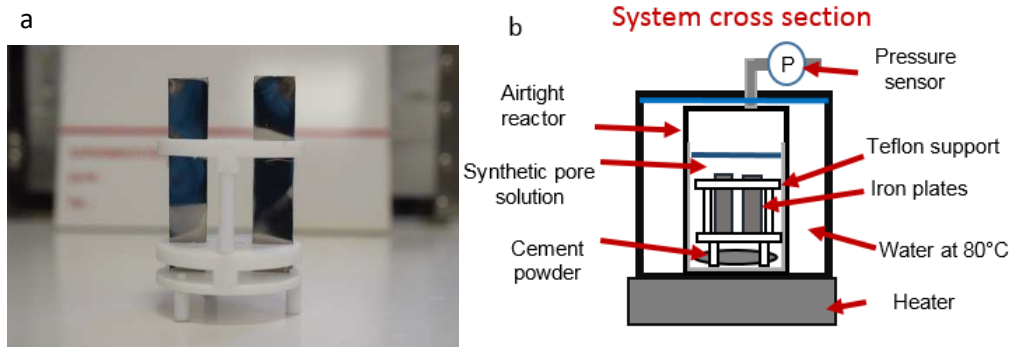 a
b
System cross section
P
Pressure
sensor
Airtight
reactor
Synthetic pore
solution
Cement
powder
Teflon support
Iron plates
Water at 80°C
Heater